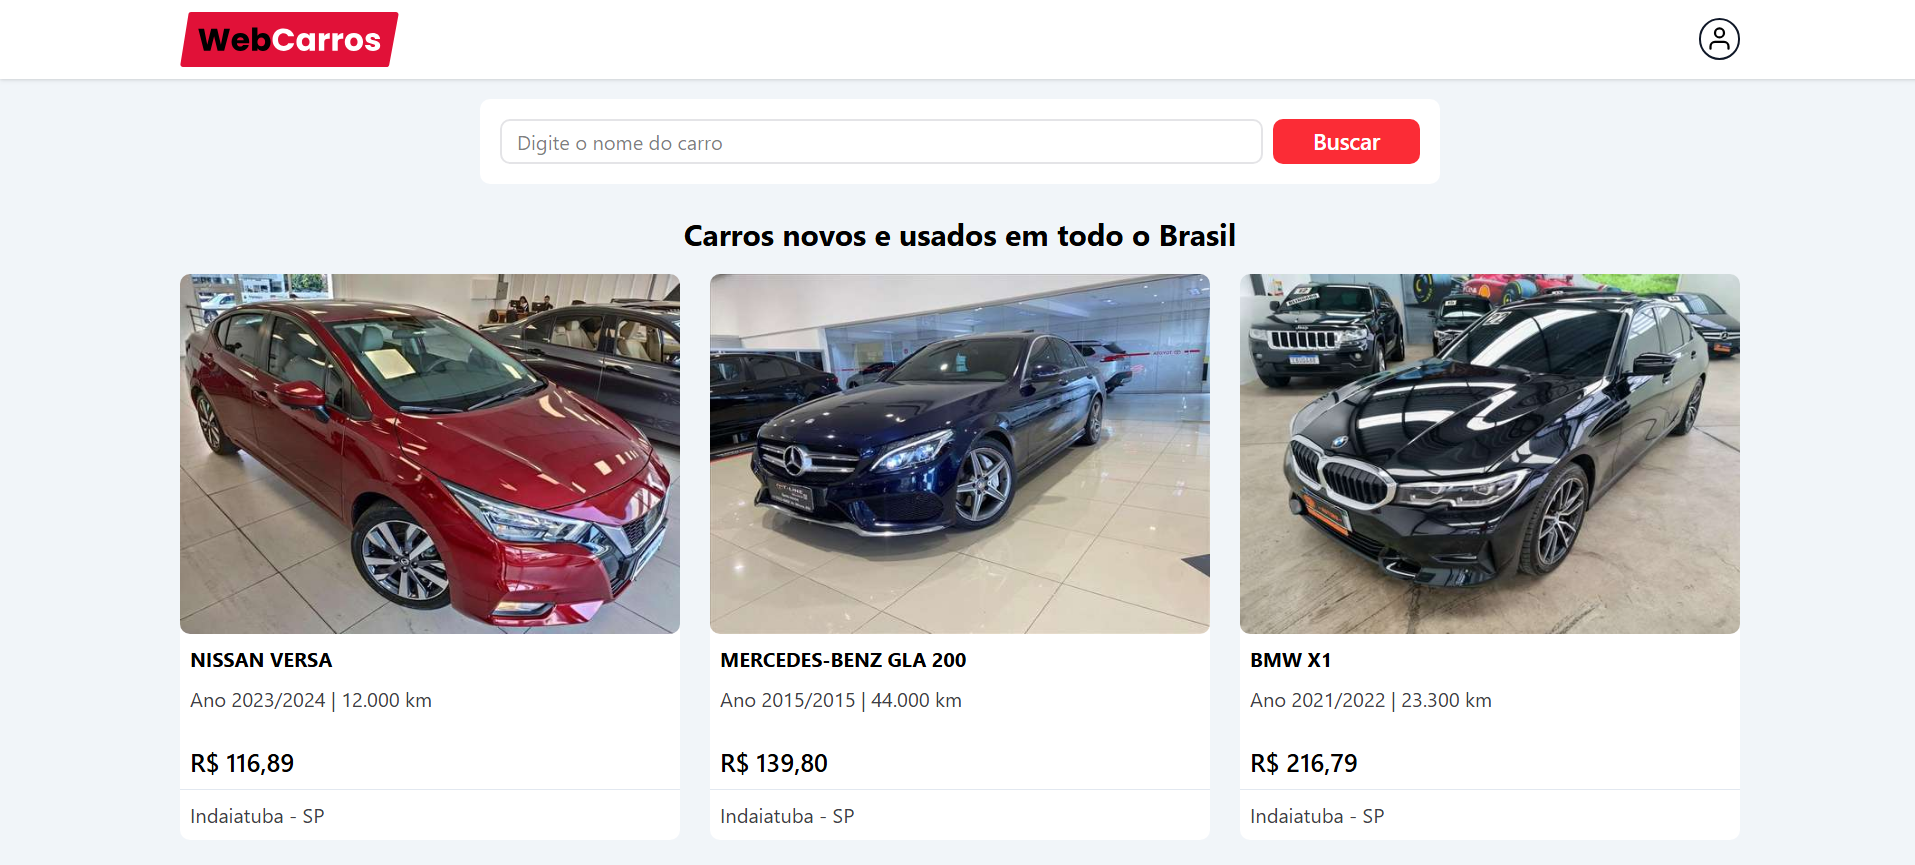 WebCarros
Digite o nome do carro
Buscar
Carros novos e usados em todo o Brasil
NISSAN VERSA
Ano 2023/2024 | 12.000 km
R$ 116,89
Indaiatuba - SP
MERCEDES-BENZ GLA 200
Ano 2015/2015 | 44.000 km
R$ 139,80
Indaiatuba - SP
BMW X1
Ano 2021/2022 | 23.300 km
R$ 216,79
Indaiatuba - SP